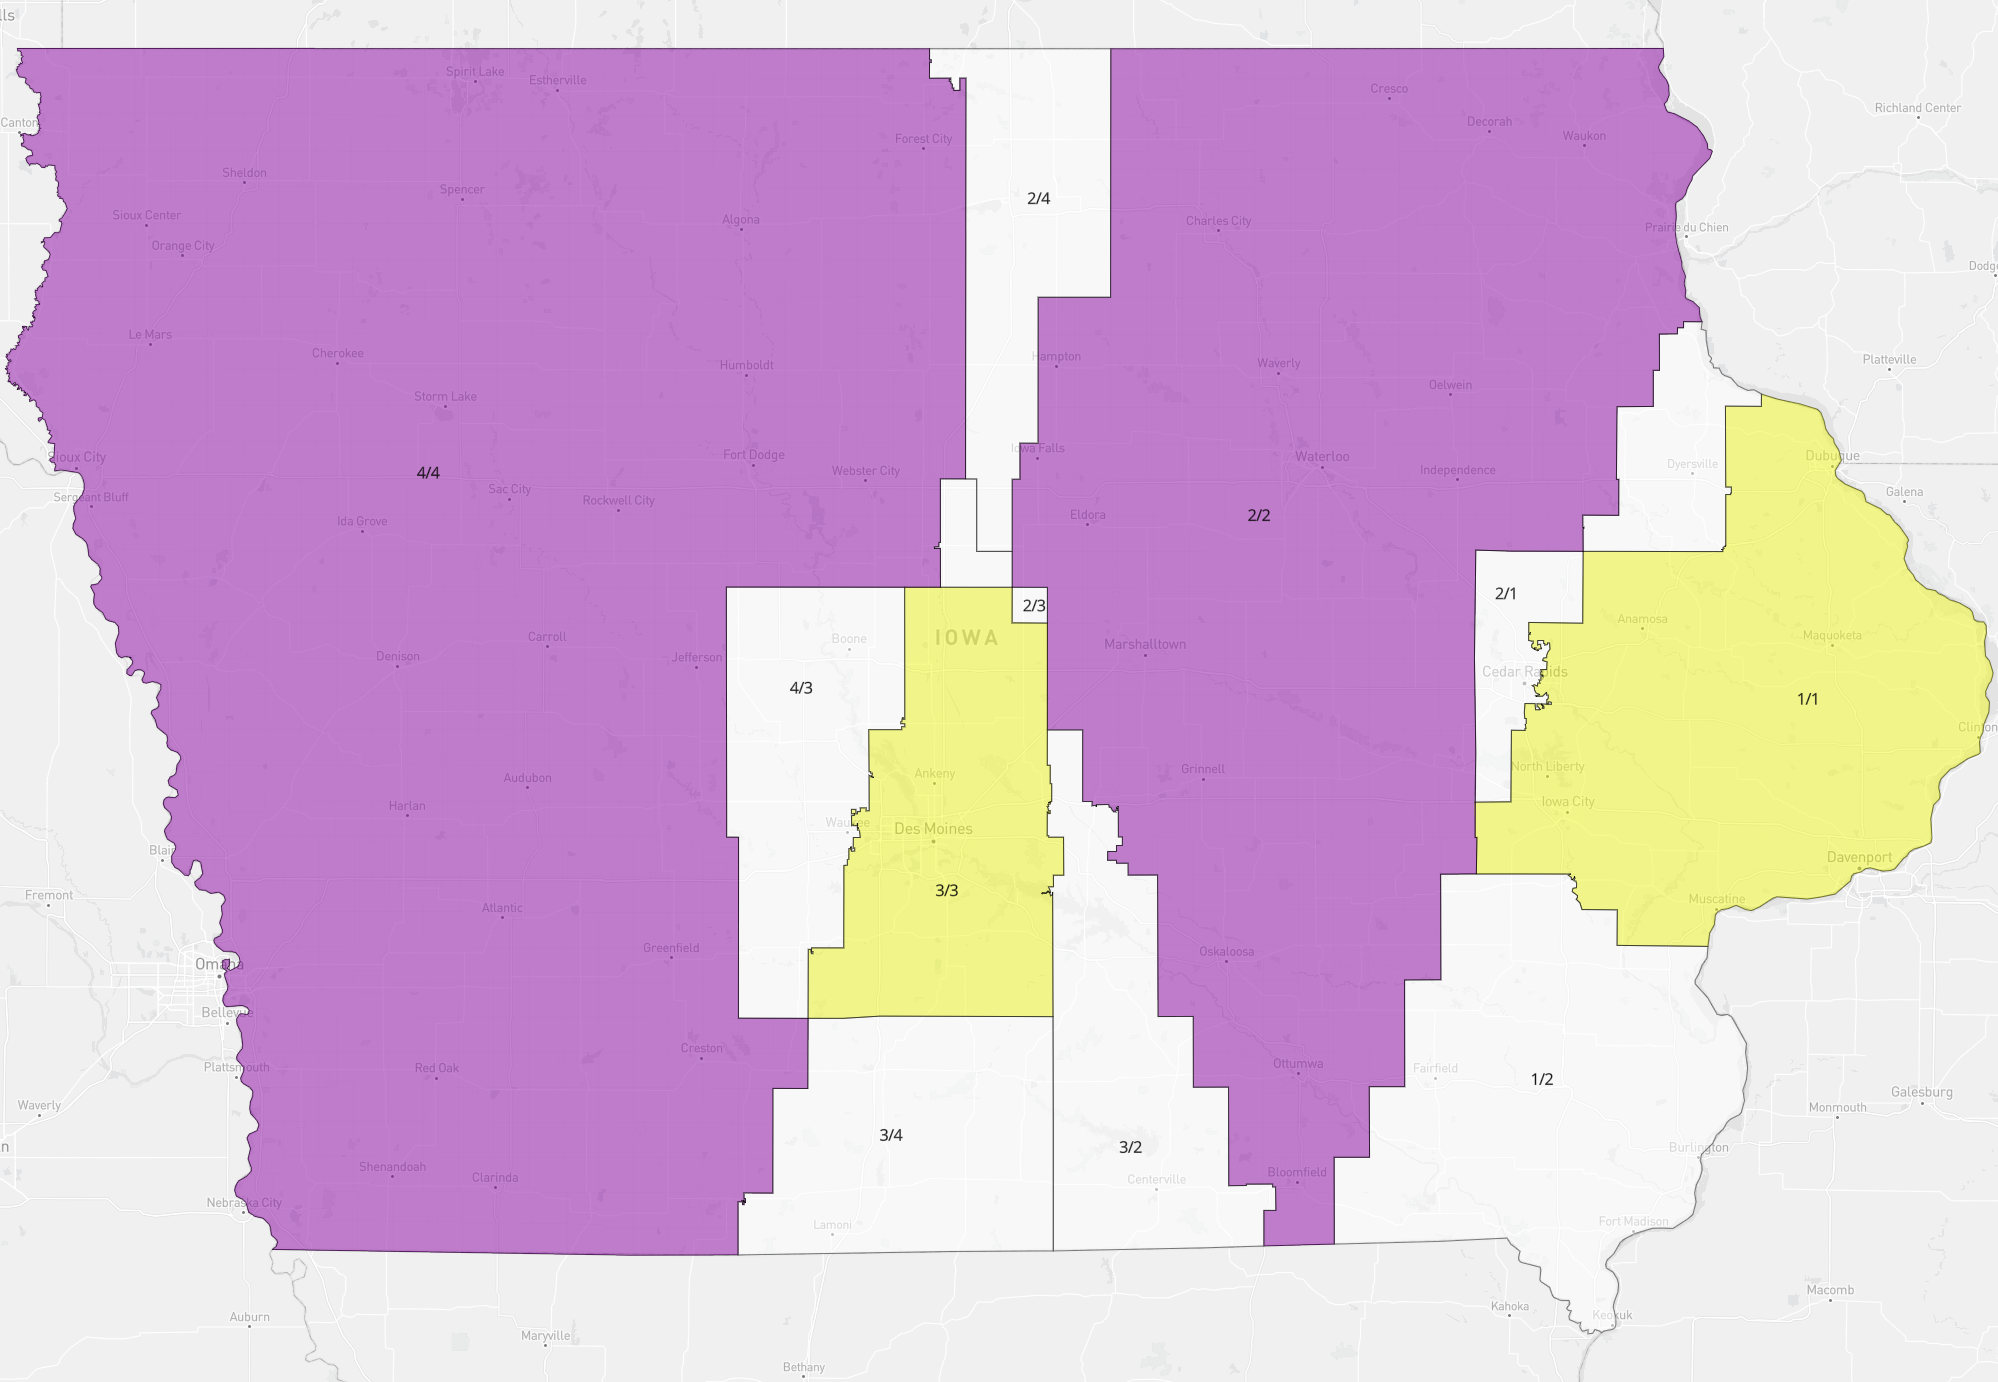 lls
Spirit Lake
Estherville
Cresco
Richland Center
Canton
Decorah
Forest City
Waukon
Sheldon
Spencer
2/4
Sioux Center
Algona
Charles City
Prairie du Chien
Orange City
Dodge
Le Mars
Cherokee
Hampton
Waverly
Platteville
Humboldt
Oelwein
Storm Lake
Iowa Falls
Sioux City
Fort Dodge
Waterloo
Dubuque
4/4
Webster City
Independence
Dyersville
Sac City
Galena
Sergeant Bluff
Rockwell City
Ida Grove
Eldora
2/2
2/1
2/3
Anamosa
Carroll
Boone
IOWA
Maquoketa
Denison
Jefferson
Marshalltown
Cedar Rapids
4/3
1/1
Clinton
Audubon
Ankeny
Grinnell
North Liberty
Harlan
Iowa City
Waukee
Des Moines
Blair
Davenport
Fremont
3/3
Muscatine
Atlantic
Greenfield
Oskaloosa
Omaha
Bellevue
Creston
Plattsmouth
Red Oak
Ottumwa
Fairfield
1/2
Waverly
Galesburg
Monmouth
3/4
n
3/2
Burlington
Shenandoah
Clarinda
Centerville
Bloomfield
Nebraska City
Lamoni
Fort Madison
Macomb
Auburn
Kahoka
Keokuk
Maryville
Bethany